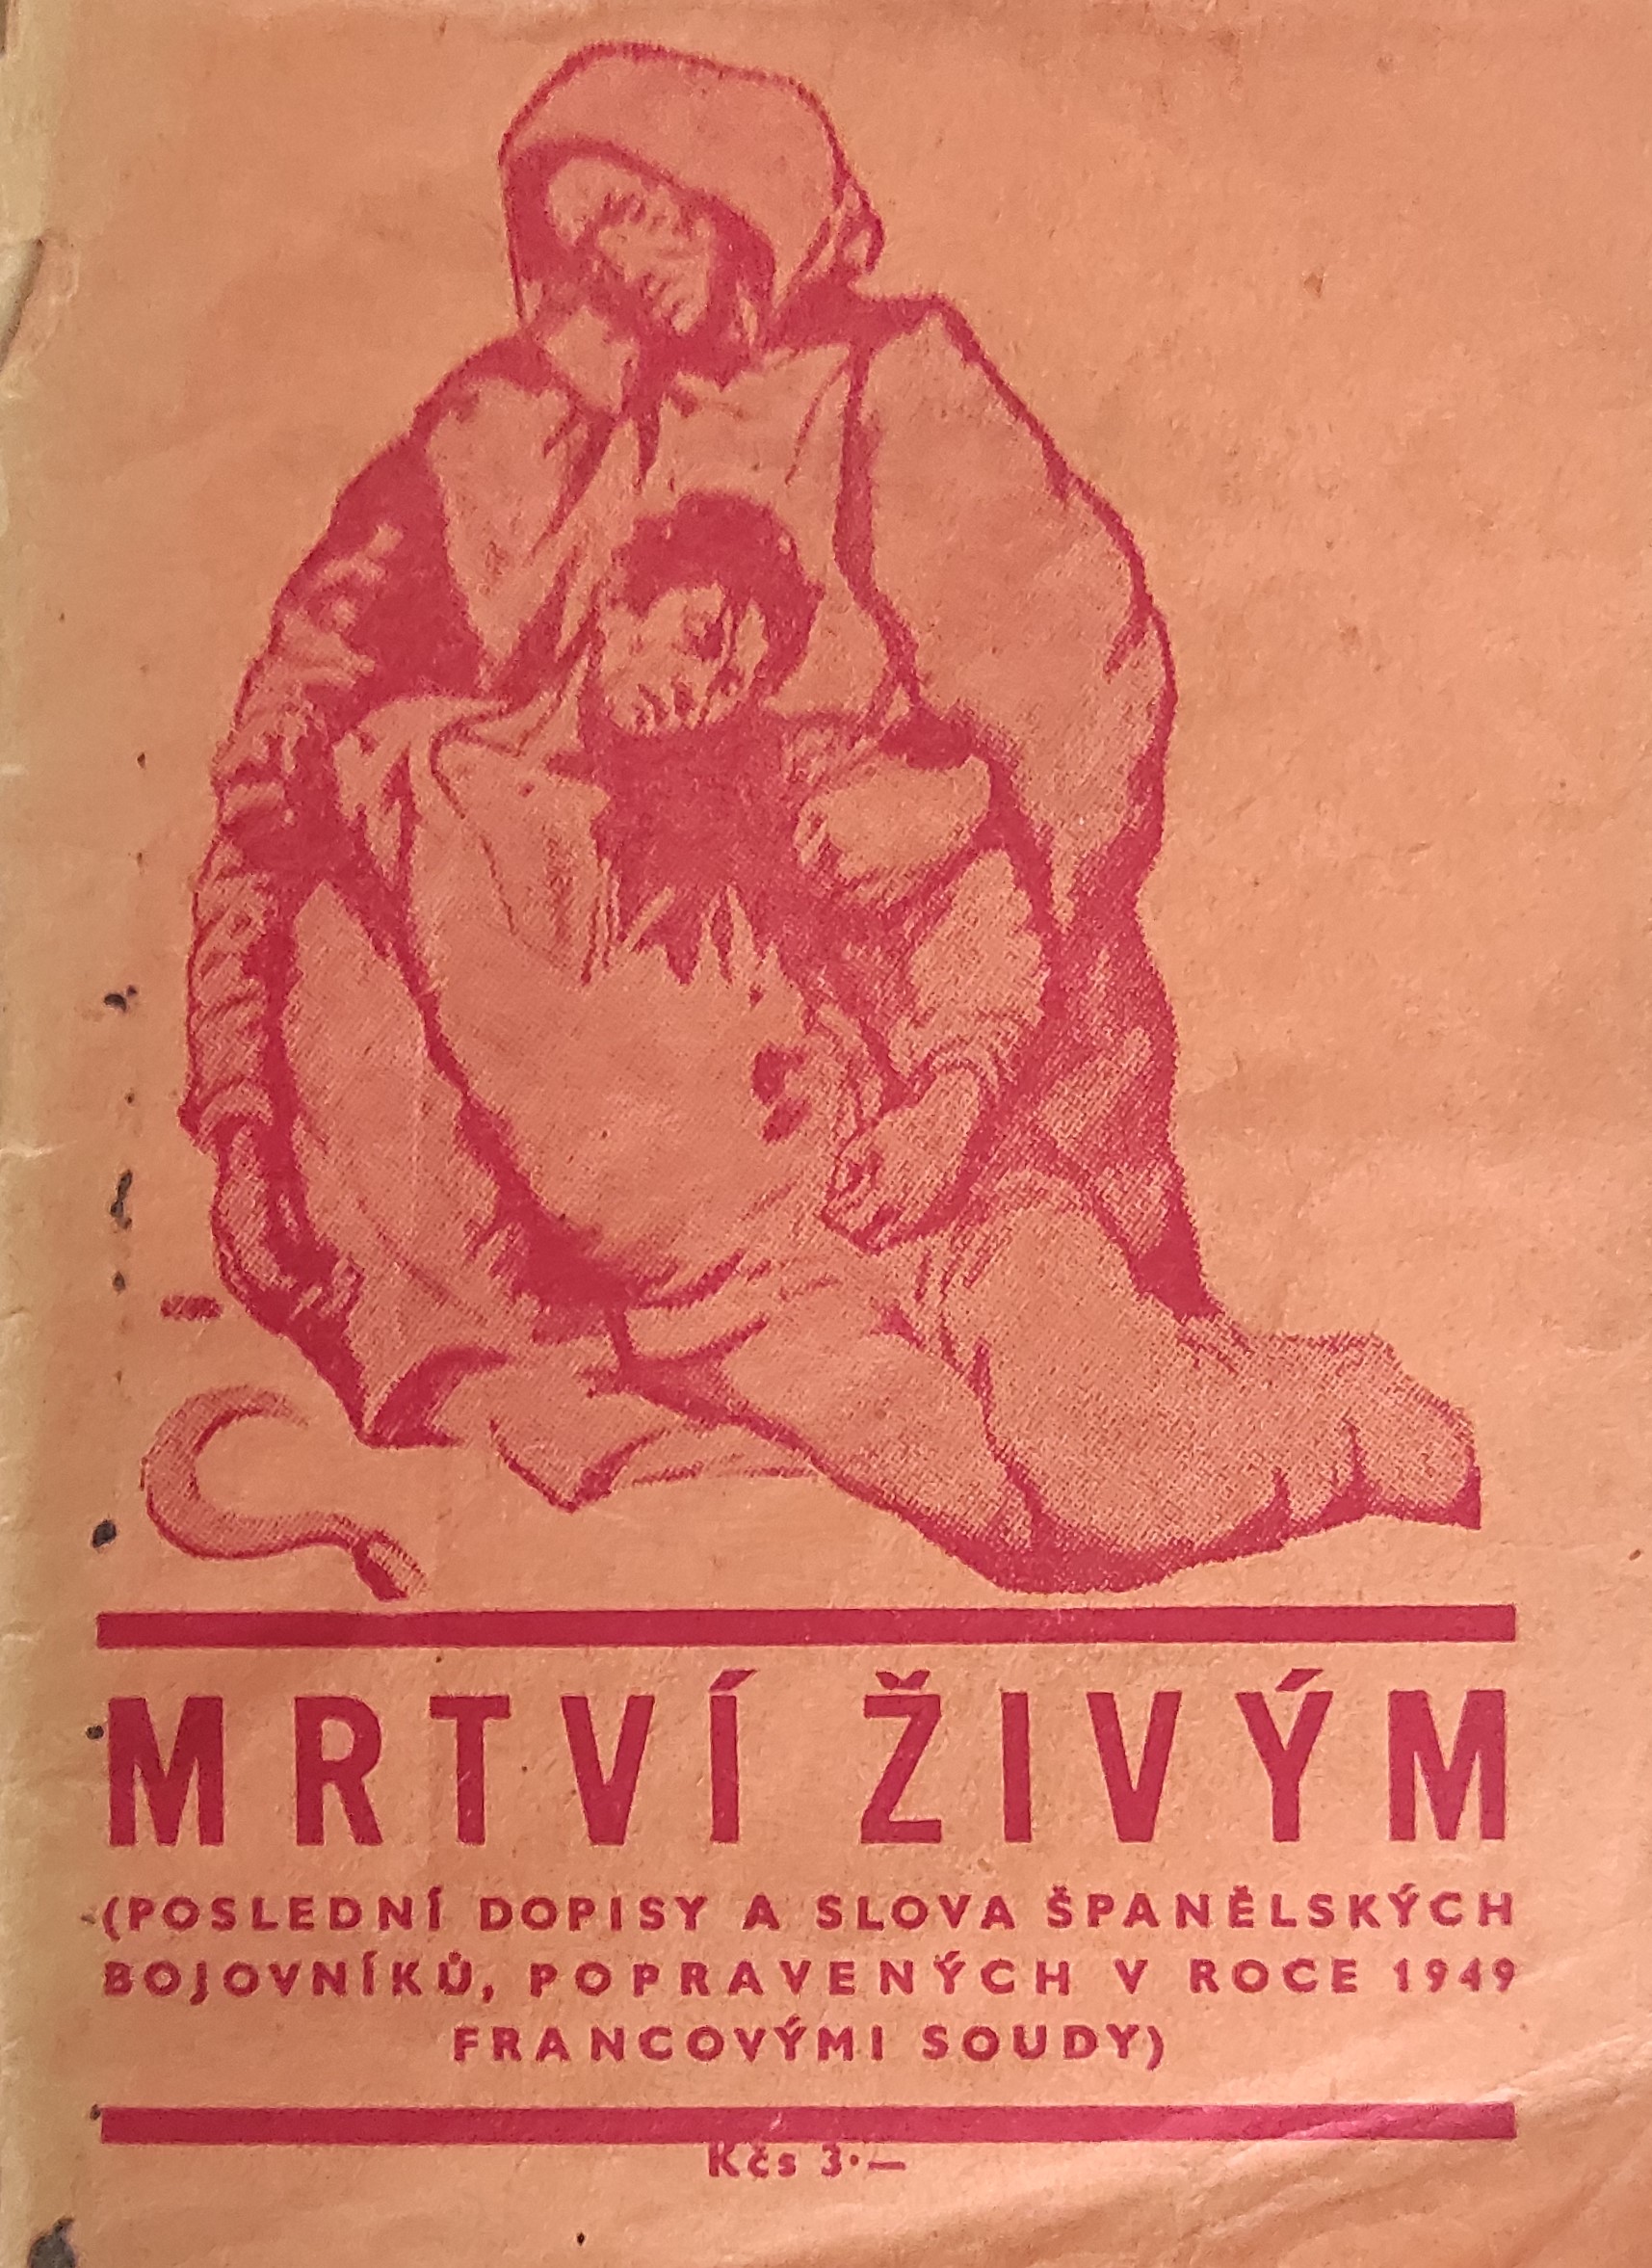 MRTVÍ ŽIVÝM
(POSLEDNÍ DOPISY A SLOVA ŠPANĚLSKÝCH
BOJOVNÍKŮ, POPRAVENÝCH V ROCE 1949
FRANCOVÝMI SOUDY)
Kčs 3·—